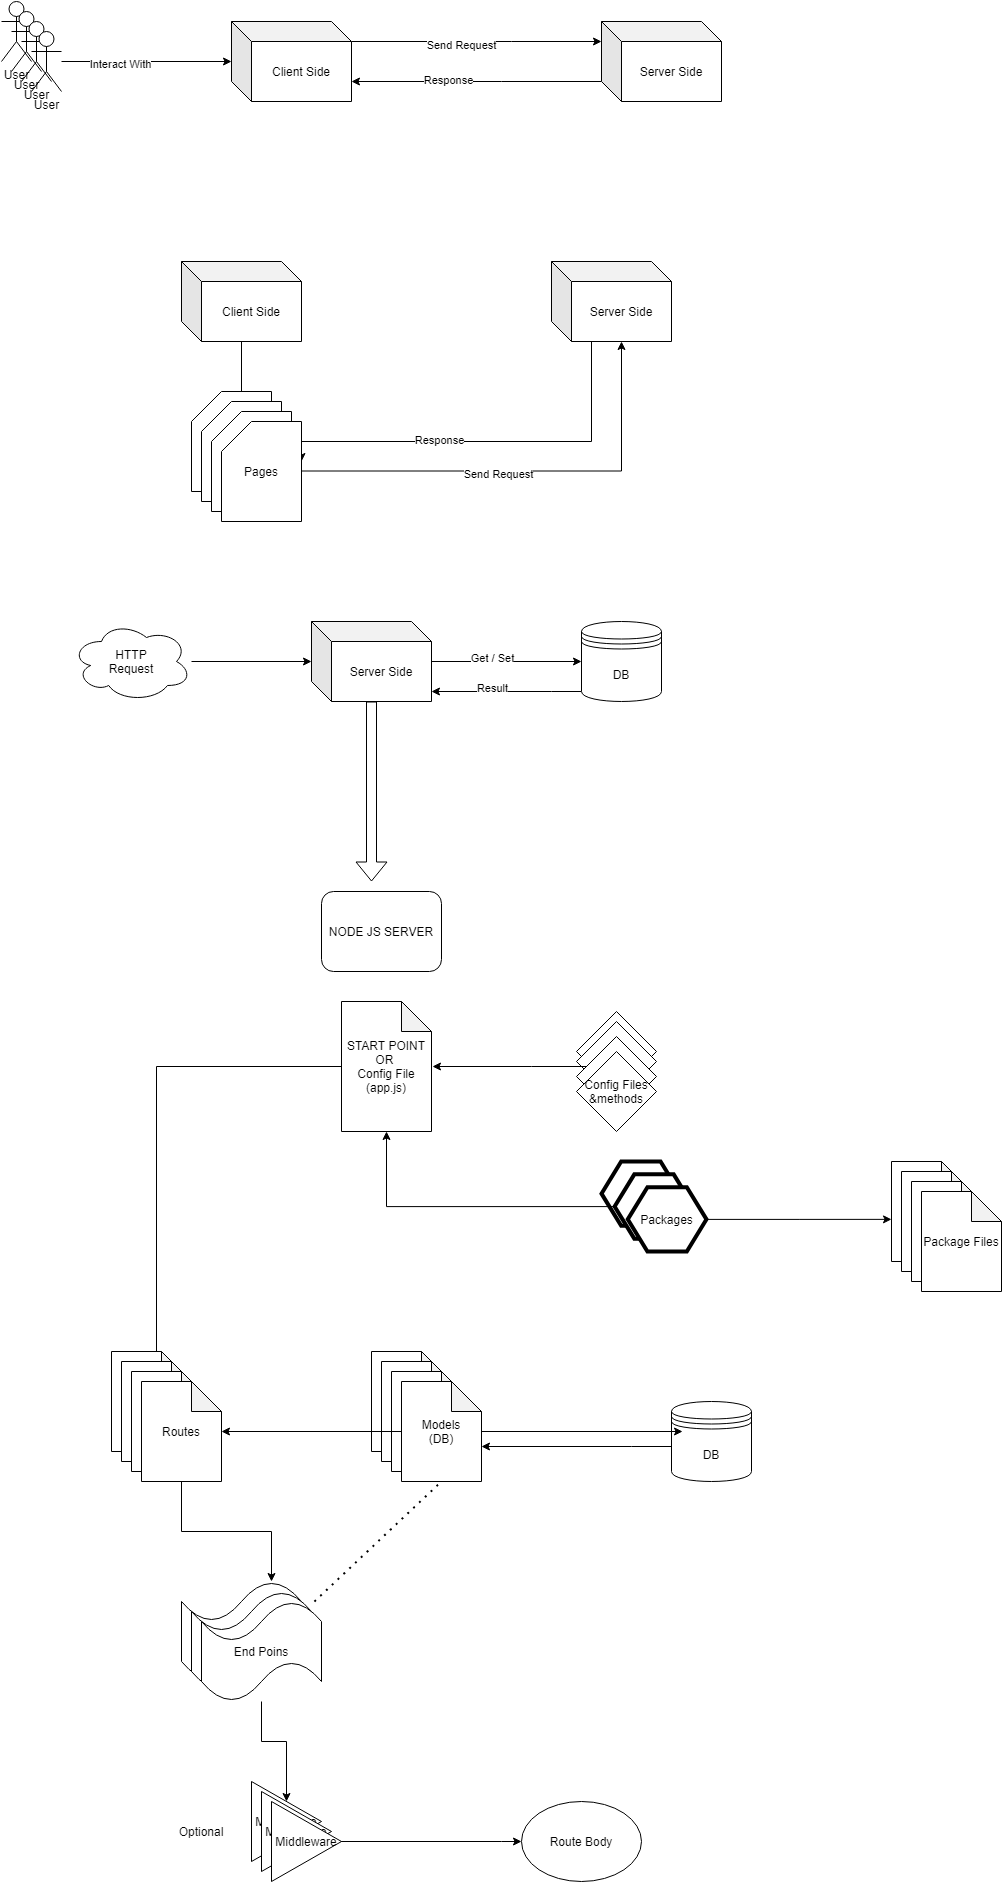 User
User
User
User
Interact With
Client Side
Send Request
Response
Server Side
Client Side
Server Side
Pages
Response
Send Request
HTTP
Request
Server Side
Get / Set
Result
DB
NODE JS SERVER
START POINT
OR
Config File
(app.js)
Config Files
&methods
Packages
Package Files
Routes
Models
(DB)
DB
End Poins
Optional
Middleware
Route Body